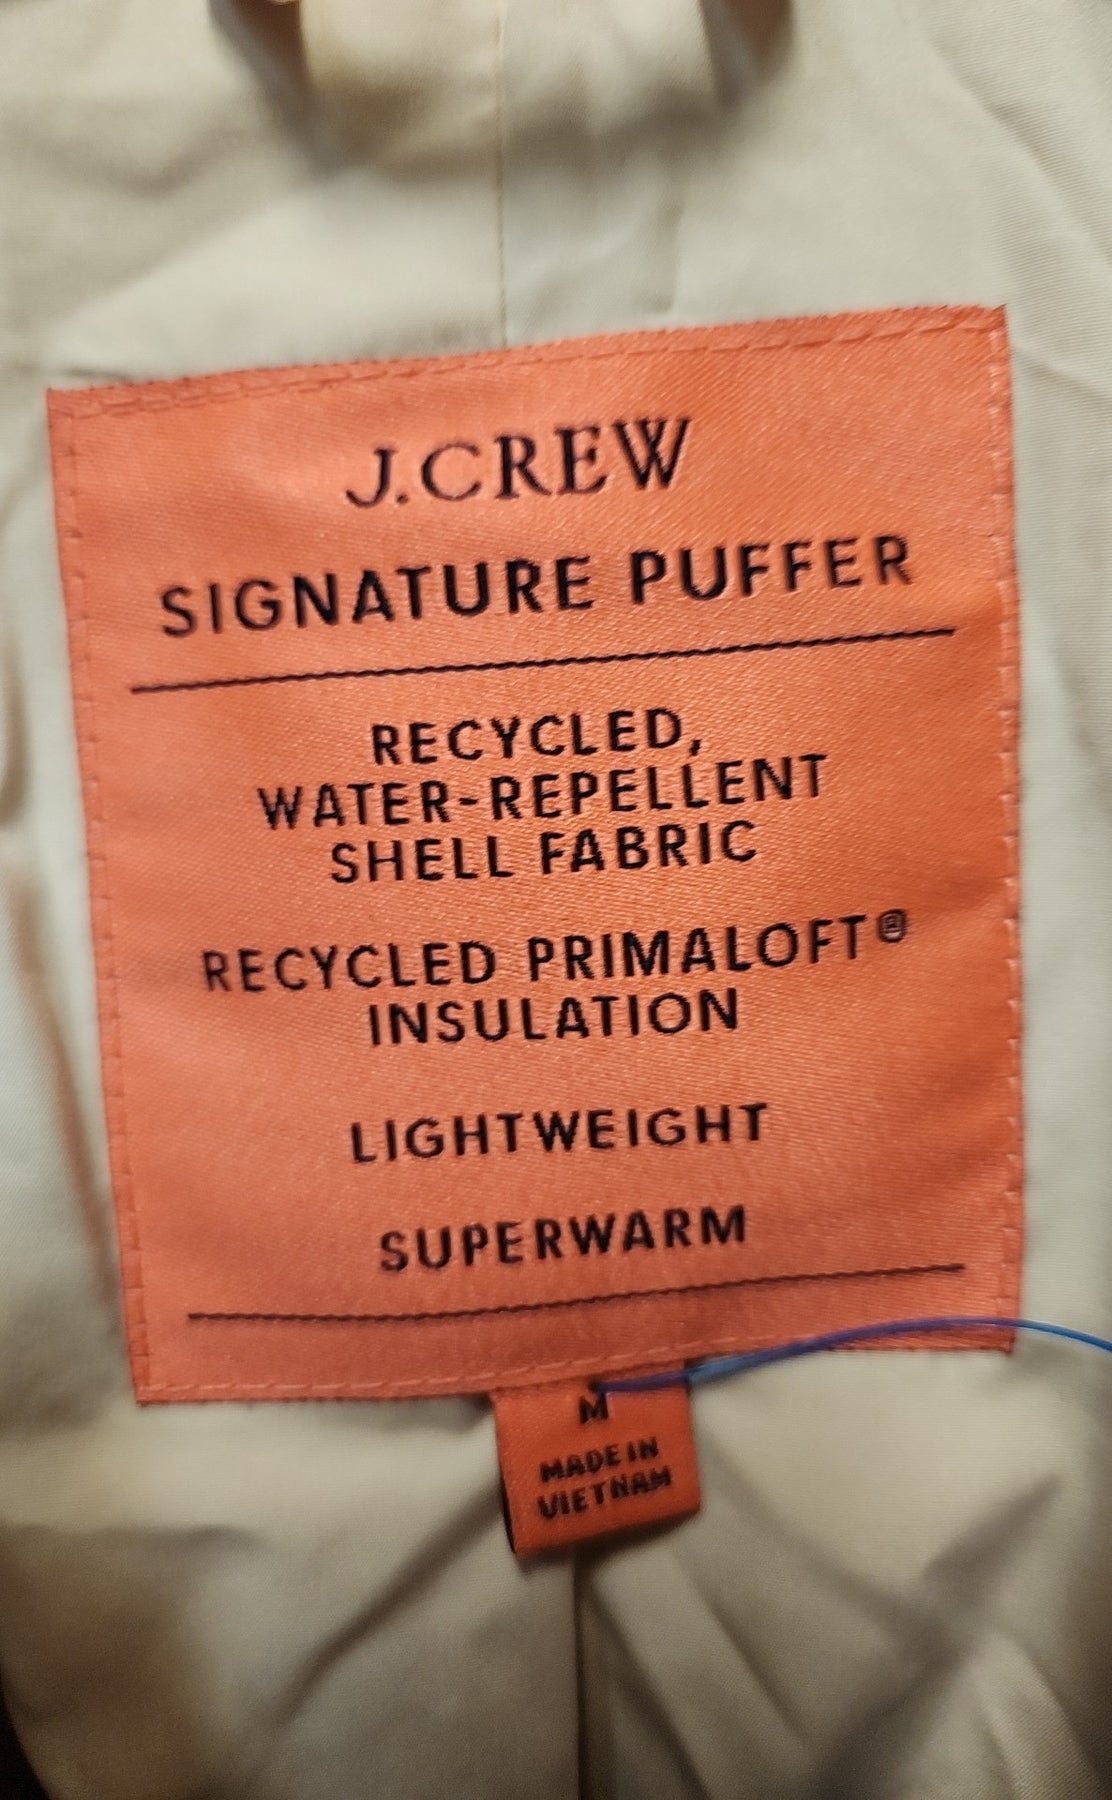 J.CREW
SIGNATURE PUFFER
RECYCLED,
WATER-REPELLENT
SHELL FABRIC
RECYCLED PRIMALOFT®
INSULATION
LIGHTWEIGHT
SUPERWARM
M
MADE IN
VIETNAM